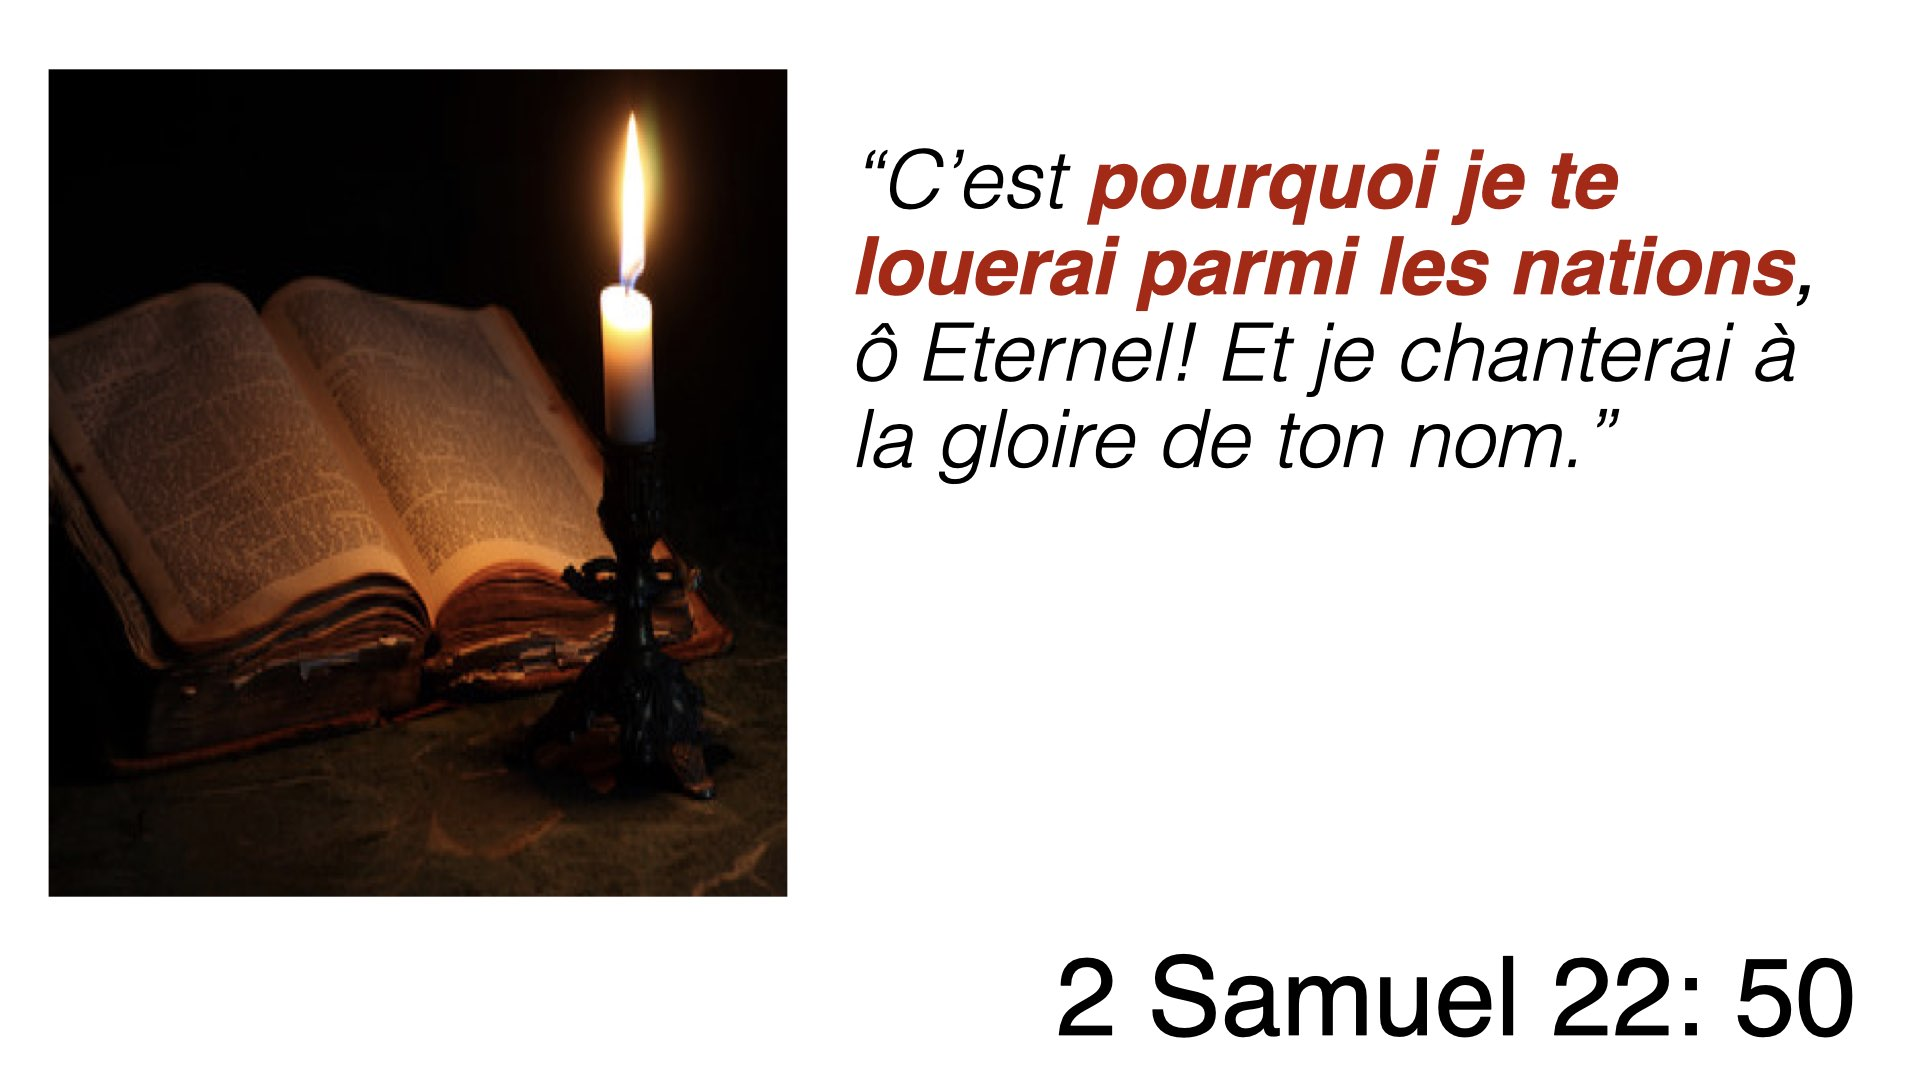 “C’est pourquoi je te
louerai parmi les nations,
ô Eternel! Et je chanterai à
la gloire de ton nom.”
2 Samuel 22: 50